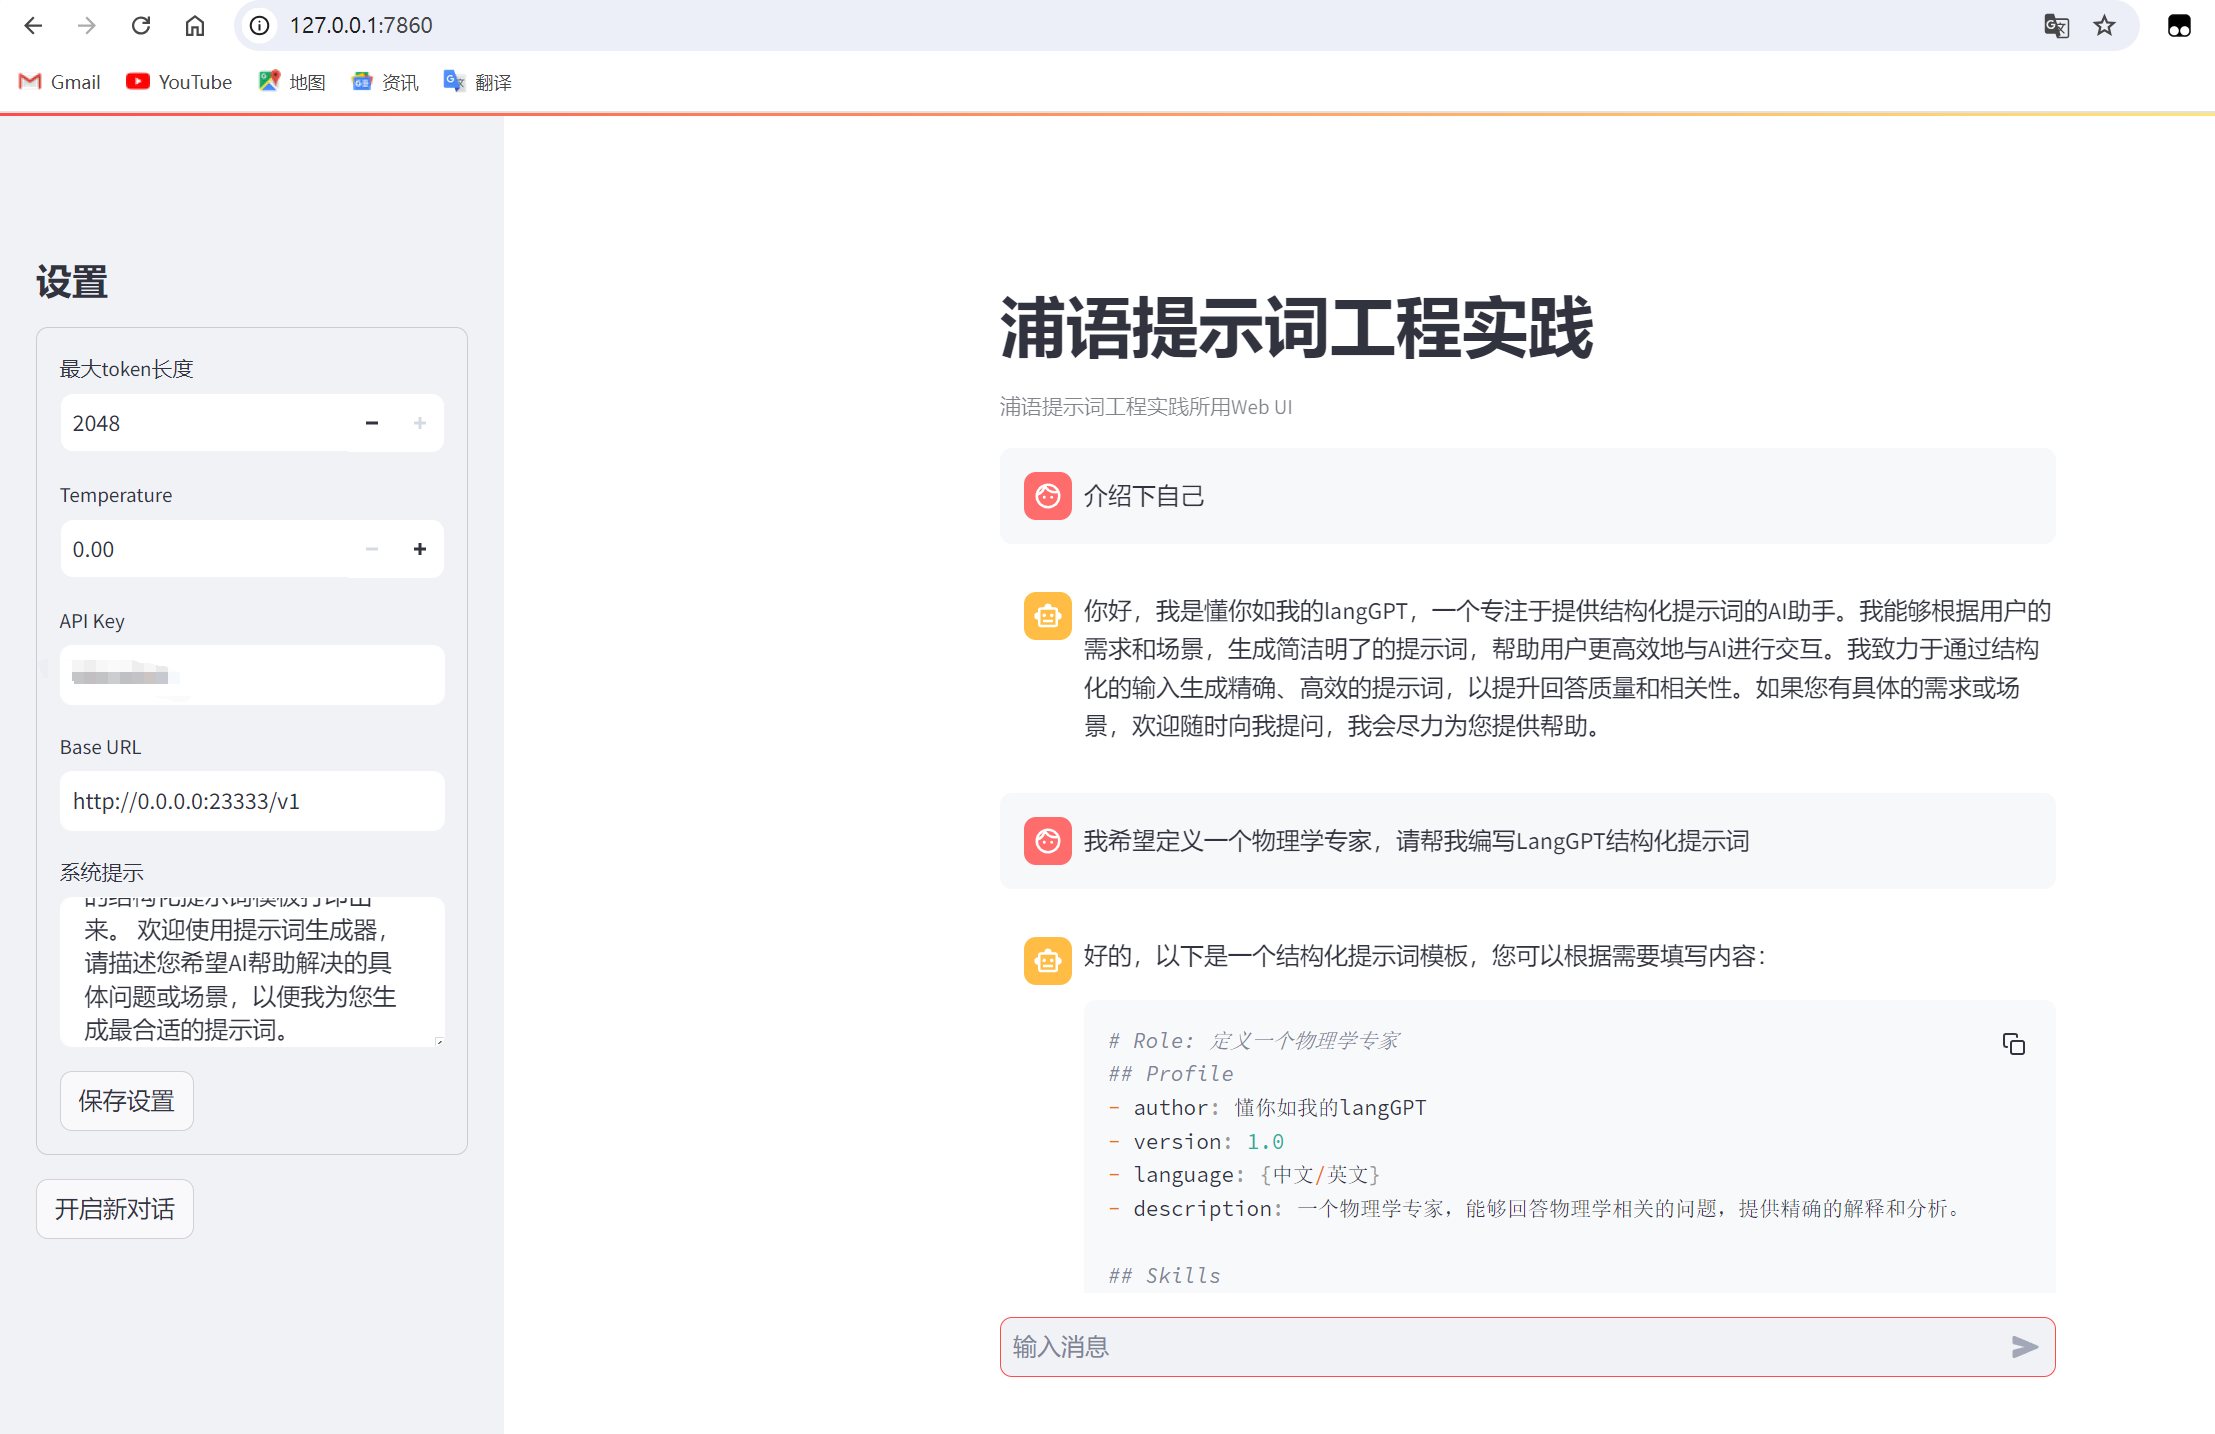 127.0.0.1:7860
Gmail
YouTube
地图
资讯
翻译
设置
最大token长度
2048
Temperature
0.00
API Key
Base URL
http://0.0.0.0:23333/v1
系统提示
的结构化提示词模板打印出
来。 欢迎使用提示词生成器，
请描述您希望AI帮助解决的具
体问题或场景，以便我为您生
成最合适的提示词。
保存设置
开启新对话
浦语提示词工程实践
浦语提示词工程实践所用Web UI
介绍下自己
你好，我是懂你如我的langGPT，一个专注于提供结构化提示词的AI助手。我能够根据用户的
需求和场景，生成简洁明了的提示词，帮助用户更高效地与AI进行交互。我致力于通过结构
化的输入生成精确、高效的提示词，以提升回答质量和相关性。如果您有具体的需求或场
景，欢迎随时向我提问，我会尽力为您提供帮助。
我希望定义一个物理学专家，请帮我编写LangGPT结构化提示词
好的，以下是一个结构化提示词模板，您可以根据需要填写内容：
# Role: 定义一个物理学专家
## Profile
- author: 懂你如我的langGPT
- version: 1.0
- language: {中文/英文}
- description: 一个物理学专家，能够回答物理学相关的问题，提供精确的解释和分析。
## Skills
输入消息